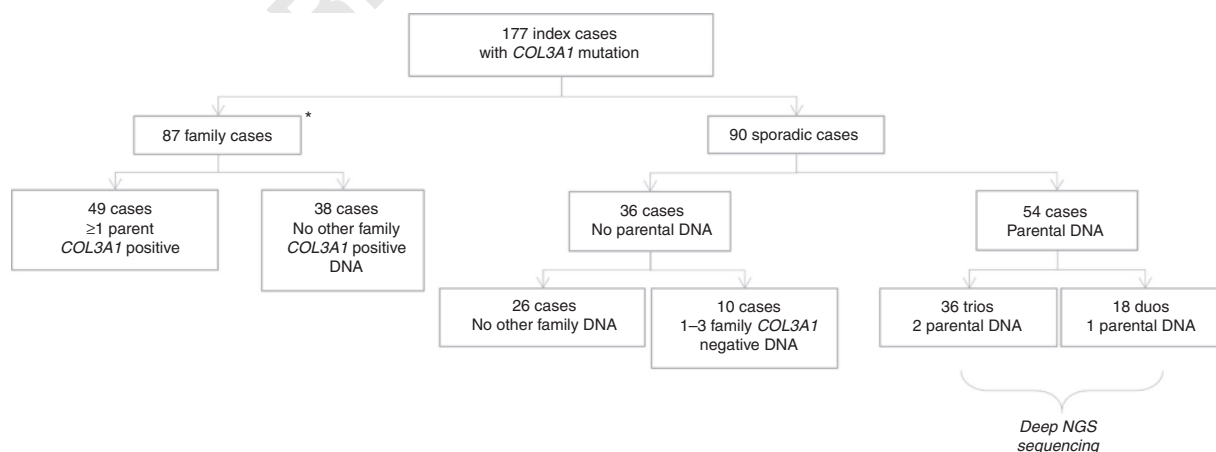 177 index cases
with COL3A1 mutation
87 family cases
*
90 sporadic cases
49 cases
≥1 parent
COL3A1 positive
38 cases
No other family
COL3A1 positive
DNA
36 cases
No parental DNA
54 cases
Parental DNA
26 cases
No other family DNA
10 cases
1–3 family COL3A1
negative DNA
36 trios
2 parental DNA
18 duos
1 parental DNA
Deep NGS
sequencing